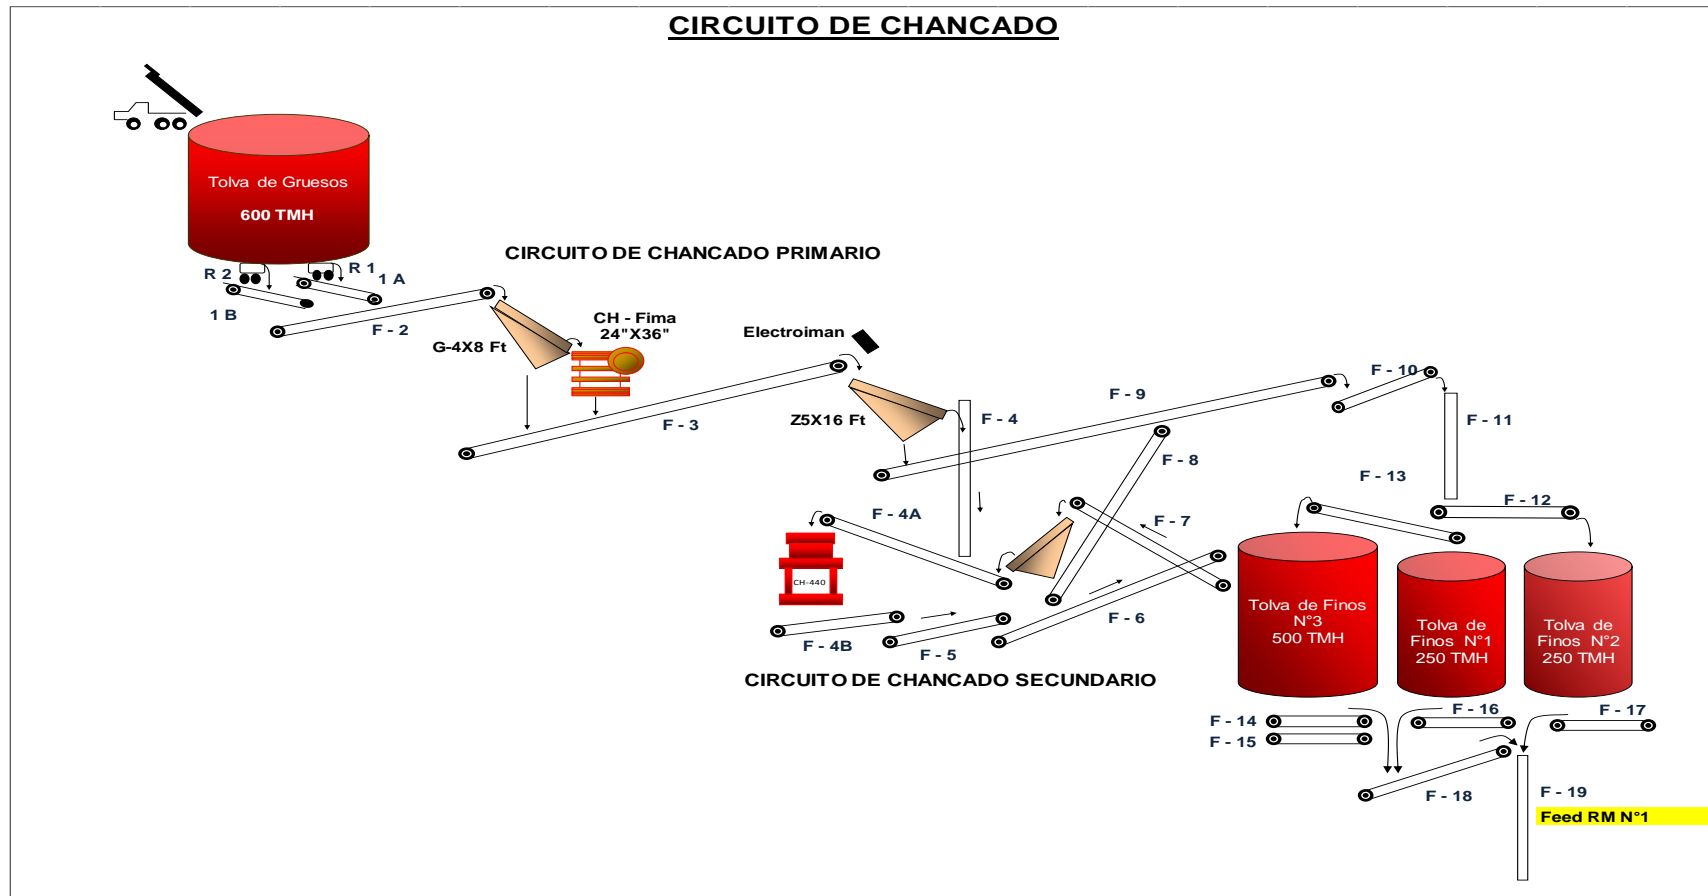 CIRCUITO DE CHANCADO
Tolva de Gruesos
600 TMH
CIRCUITO DE CHANCADO PRIMARIO
R 2
R 1
1 A
1 B
F - 2
G-4X8 Ft
CH - Fima
24"X36"
Electroiman
F - 3
Z5X16 Ft
F - 4
F - 9
F - 10
F - 11
F - 8
F - 13
F - 12
F - 4A
F - 7
CH-440
F - 4B
F - 5
F - 6
CIRCUITO DE CHANCADO SECUNDARIO
Tolva de Finos
N°3
500 TMH
Tolva de
Finos N°1
250 TMH
Tolva de
Finos N°2
250 TMH
F - 14
F - 15
F - 16
F - 17
F - 18
F - 19
Feed RM N°1